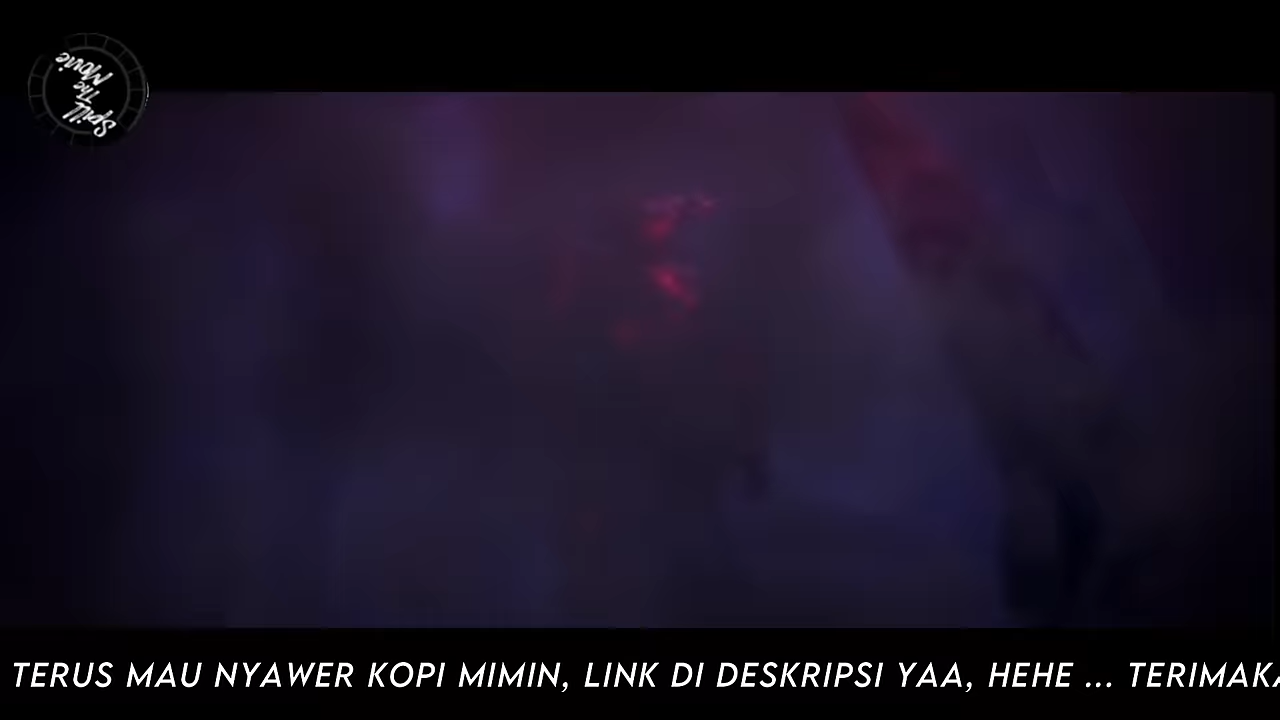 Spill
The
Movie
TERUS MAU NYAWER KOPI MIMIN, LINK DI DESKRIPSI YAA, HEHE ... TERIMAKA